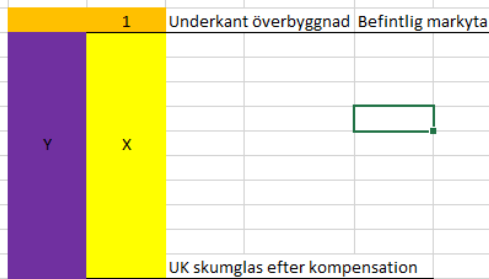 1 Underkant överbyggnad Befintlig markyta
Y X
UK skumglas efter kompensation